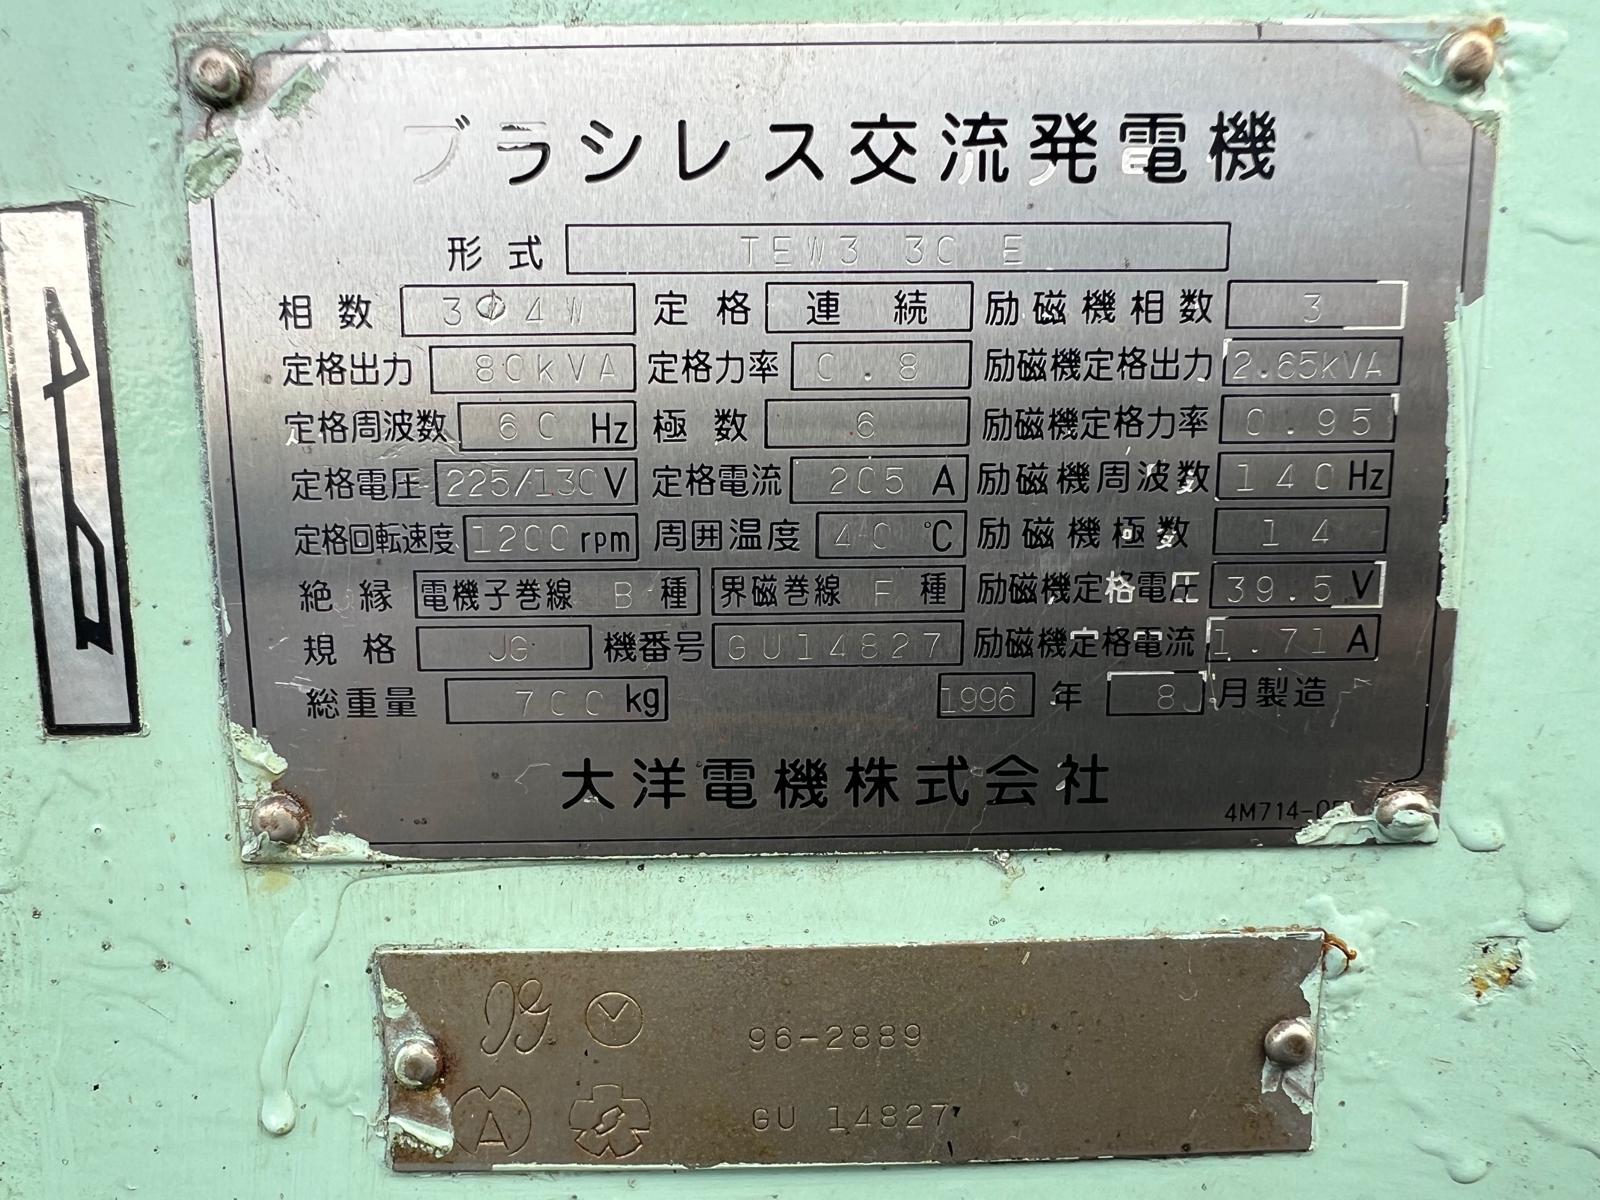 ブラシレス交流発電機
形式 TEW3 3C E
相数 3Φ4W 定格 連続 励磁機相数 3
定格出力 80kVA 定格力率 0.8 励磁機定格出力 2.65kVA
定格周波数 60 Hz 極数 6 励磁機定格力率 0.95
定格電圧 225/130 V 定格電流 205 A 励磁機周波数 140 Hz
定格回転速度 1200 rpm 周囲温度 40 ℃ 励磁機極数 14
絶縁 電機子巻線 B 種 界磁巻線 F 種 励磁機定格電圧 39.5 V
規格 JG 機番号 GU14827 励磁機定格電流 1.71 A
総重量 700 kg 1996 年 8 月製造
大洋電機株式会社
4M714-0
JG 96-2889
A GU 14827